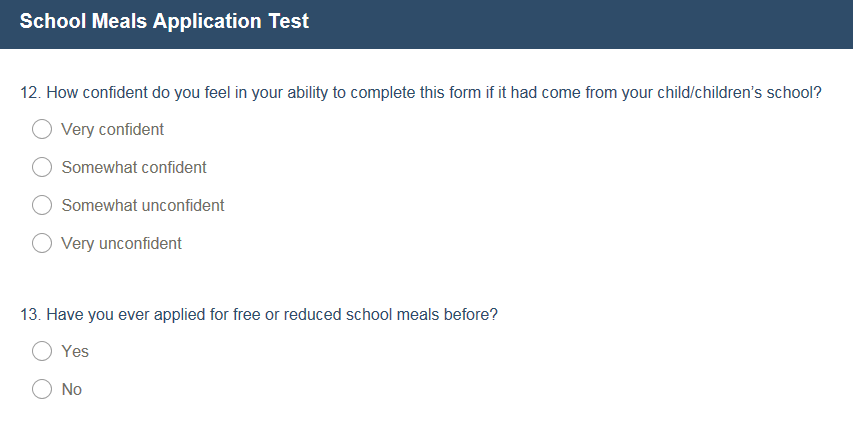 School Meals Application Test
12. How confident do you feel in your ability to complete this form if it had come from your child/children's school?
Very confident
Somewhat confident
Somewhat unconfident
Very unconfident
13. Have you ever applied for free or reduced school meals before?
Yes
No